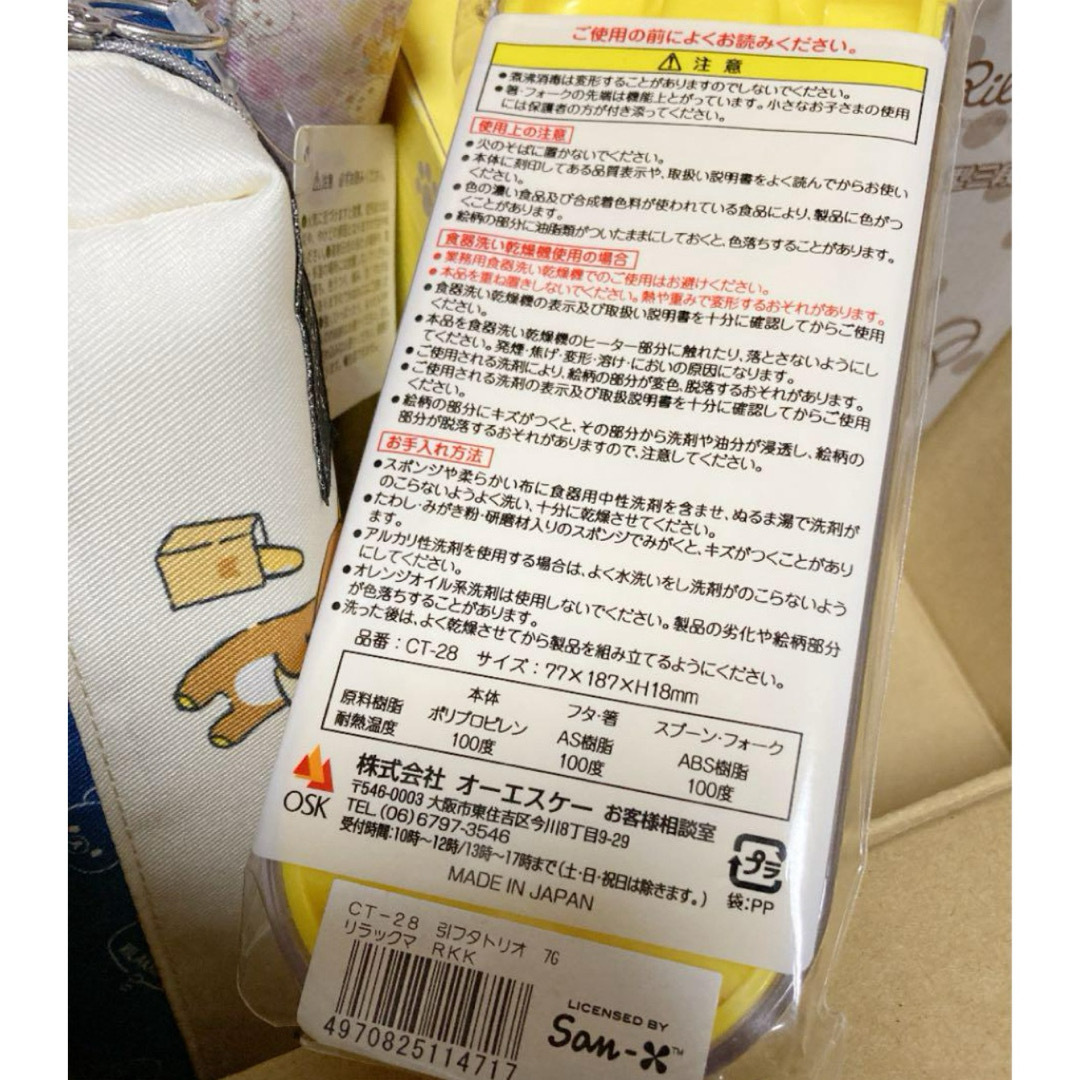 ご使用の前によくお読みください。
⚠ 注意
●煮沸消毒は変形することがありますのでしないでください。
●箸・フォークの先端は機能上とがっています。小さなお子さまの使用
には保護者の方が付き添ってください。
使用上の注意
●火のそばに置かないでください。
●本体に刻印してある品質表示や、取扱い説明書をよく読んでからお使い
ください。
●色の濃い食品及び合成着色料が使われている食品により、製品に色がつ
くことがあります。
●絵柄の部分に油脂類がついたままにしておくと、色落ちすることがあります。
食器洗い乾燥機使用の場合
●業務用食器洗い乾燥機でのご使用はお避けください。
●本品を重ね置きしないでください。熱や重みで変形するおそれがあります。
●食器洗い乾燥機の表示及び取扱い説明書を十分に確認してからご使用
ください。
●本品を食器洗い乾燥機のヒーター部分に触れたり、落とさないようにし
てください。発煙・焦げ・変形・溶け・においの原因になります。
●ご使用される洗剤により、絵柄の部分が変色、脱落するおそれがあります。
●ご使用される洗剤の表示及び取扱説明書を十分に確認してからご使用
ください。
●絵柄の部分にキズがつくと、その部分から洗剤や油分が浸透し、絵柄の
部分が脱落するおそれがありますので、注意してください。
お手入れ方法
●スポンジや柔らかい布に食器用中性洗剤を含ませ、ぬるま湯で洗剤が
のこらないようよく洗い、十分に乾燥させてください。
●たわし・みがき粉・研磨材入りのスポンジでみがくと、キズがつくことがあり
ます。
●アルカリ性洗剤を使用する場合は、よく水洗いをし洗剤がのこらないよう
にしてください。
●オレンジオイル系洗剤は使用しないでください。製品の劣化や絵柄部分
が色落ちすることがあります。
●洗った後は、よく乾燥させてから製品を組み立てるようにください。
品番：CT-28 サイズ：77×187×H18mm
本体 フタ・箸 スプーン・フォーク
原料樹脂 ポリプロピレン AS樹脂 ABS樹脂
耐熱温度 100度 100度 100度
OSK
株式会社 オーエスケー お客様相談室
〒546-0003 大阪市東住吉区今川8丁目9-29
TEL.(06)6797-3546
受付時間:10時～12時/13時～17時まで(土・日・祝日は除きます。)
MADE IN JAPAN
プラ
袋:PP
CT-28 引フタトリオ 7G
リラックマ RKK
4970825114717
LICENSED BY
San-x™